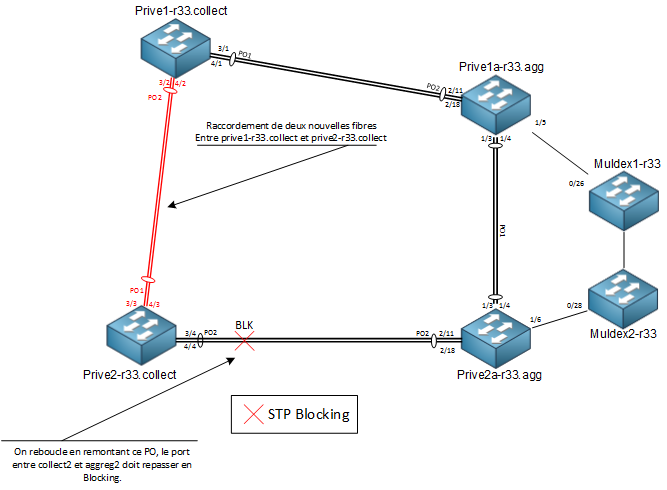 Prive1-r33.collect
3/1
PO1
4/1
3/2
4/2
PO2
Prive1a-r33.agg
PO2
2/11
2/18
Raccordement de deux nouvelles fibres
Entre prive1-r33.collect et prive2-r33.collect
1/3
1/4
1/5
Muldex1-r33
0/26
PO1
PO1
3/3
4/3
1/3
1/4
1/6
0/28
Muldex2-r33
BLK
3/4
PO2
4/4
PO2
2/11
2/18
Prive2-r33.collect
Prive2a-r33.agg
STP Blocking
On reboucle en remontant ce PO, le port
entre collect2 et aggreg2 doit repasser en
Blocking.